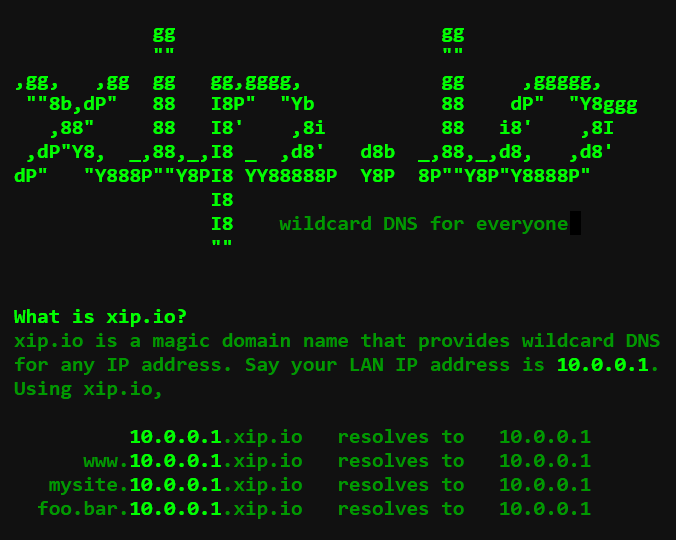 gg                       gg
               ""                       ""
,gg,   ,gg  gg   gg,gggg,            gg     ,ggggg,
 ""8b,dP"   88   I8P"  "Yb           88    dP"  "Y8ggg
   ,88"     88   I8'    ,8i          88   i8'    ,8I
 ,dP"Y8,  _,88,_,I8 _  ,d8'   d8b  _,88,_,d8,   ,d8'
dP"   "Y888P""Y8PI8 YY88888P  Y8P  8P""Y8P"Y8888P"
                 I8
                 I8    wildcard DNS for everyone
                 ""
What is xip.io?
xip.io is a magic domain name that provides wildcard DNS
for any IP address. Say your LAN IP address is 10.0.0.1.
Using xip.io,
10.0.0.1.xip.io   resolves to   10.0.0.1
www.10.0.0.1.xip.io   resolves to   10.0.0.1
mysite.10.0.0.1.xip.io   resolves to   10.0.0.1
foo.bar.10.0.0.1.xip.io   resolves to   10.0.0.1